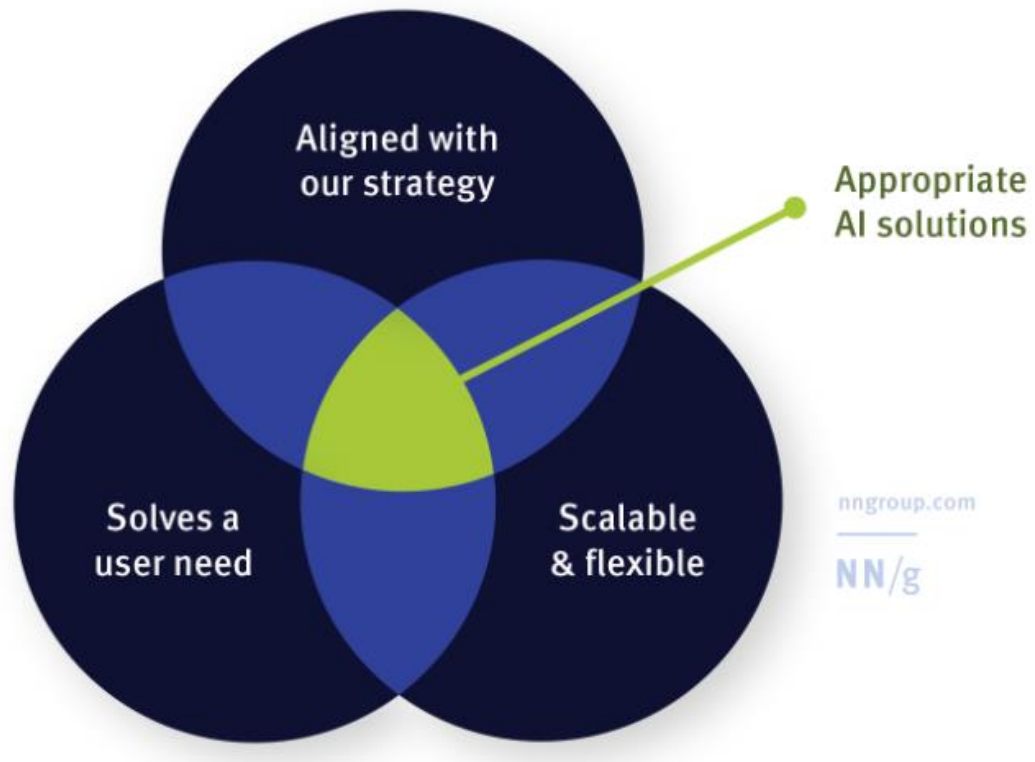 Aligned with
our strategy
Appropriate
AI solutions
Solves a
user need
Scalable
& flexible
nngroup.com
NN/g